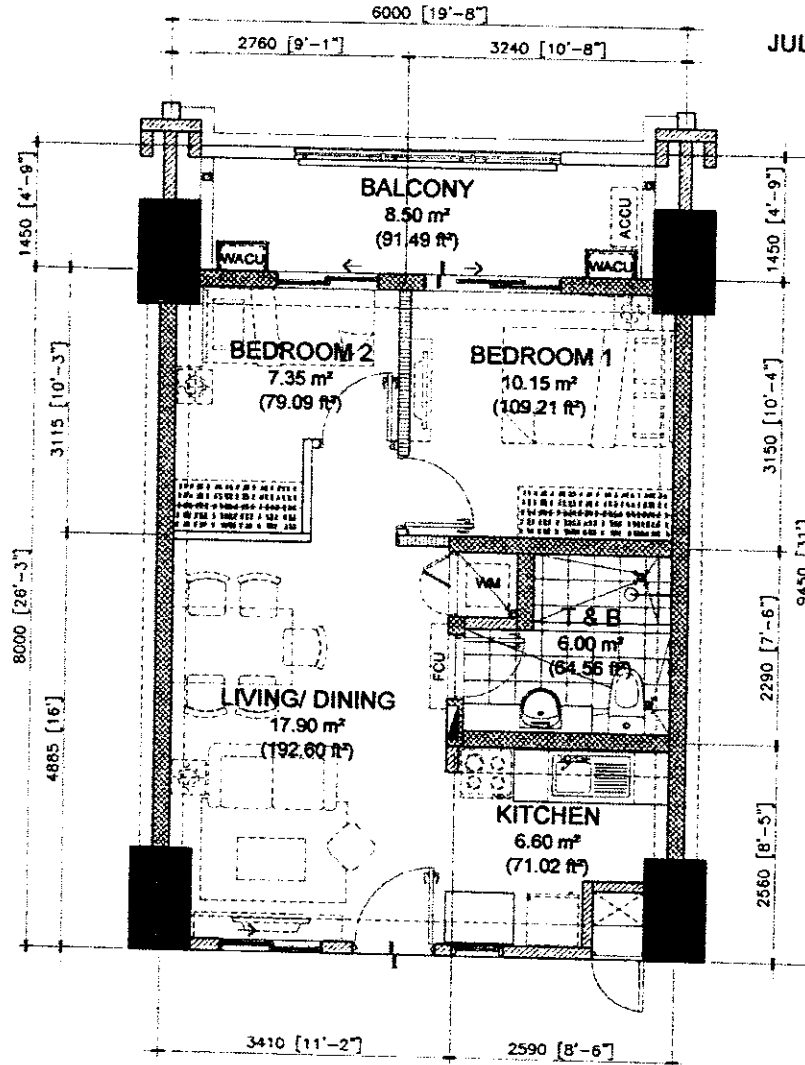 6000 [19'-8"]
2760 [9'-1"]
3240 [10'-8"]
JUL
1450 [4'-9"]
BALCONY
8.50 m²
(91.49 ft²)
ACCU
WACU
WACU
1450 [4'-9"]
BEDROOM 2
7.35 m²
(79.09 ft²)
BEDROOM 1
10.15 m²
(109.21 ft²)
3115 [10'-3"]
3150 [10'-4"]
8000 [26'-3"]
9450 [31']
WM
T & B
6.00 m²
(64.56 ft²)
FCU
2290 [7'-6"]
LIVING/ DINING
17.90 m²
(192.60 ft²)
4885 [16']
KITCHEN
6.60 m²
(71.02 ft²)
2560 [8'-5"]
3410 [11'-2"]
2590 [8'-6"]